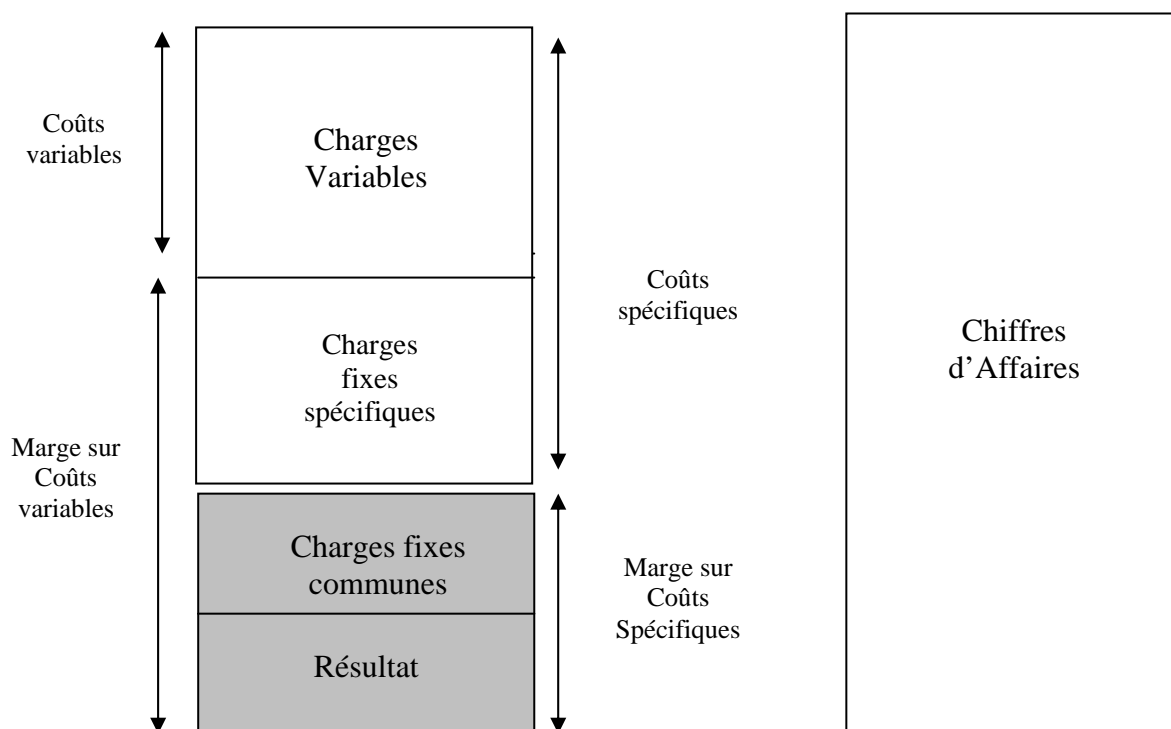 Coûts
variables
Charges
Variables
Coûts
spécifiques
Charges
fixes
spécifiques
Chiffres
d’Affaires
Marge sur
Coûts
variables
Charges fixes
communes
Marge sur
Coûts
Spécifiques
Résultat